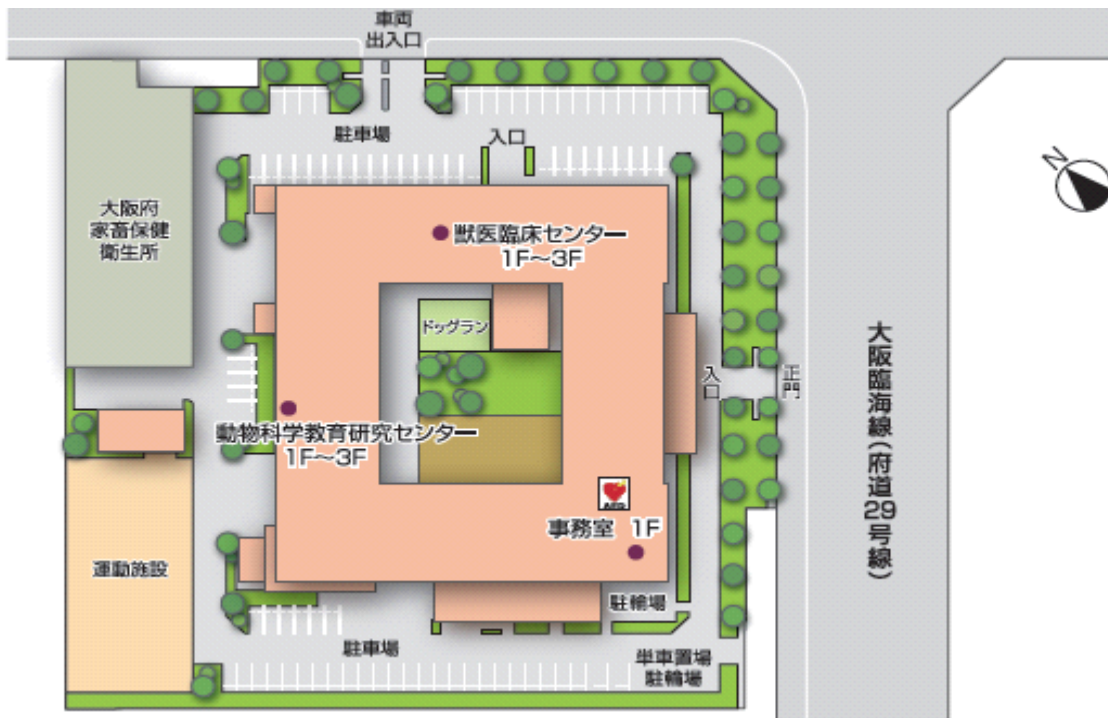 車両
出入口
N
駐車場
入口
大阪府
家畜保健
衛生所
獣医臨床センター
1F～3F
ドッグラン
大阪臨海線(府道29号線)
入口
正門
動物科学教育研究センター
1F～3F
AED
事務室 1F
運動施設
駐輪場
駐車場
単車置場
駐輪場